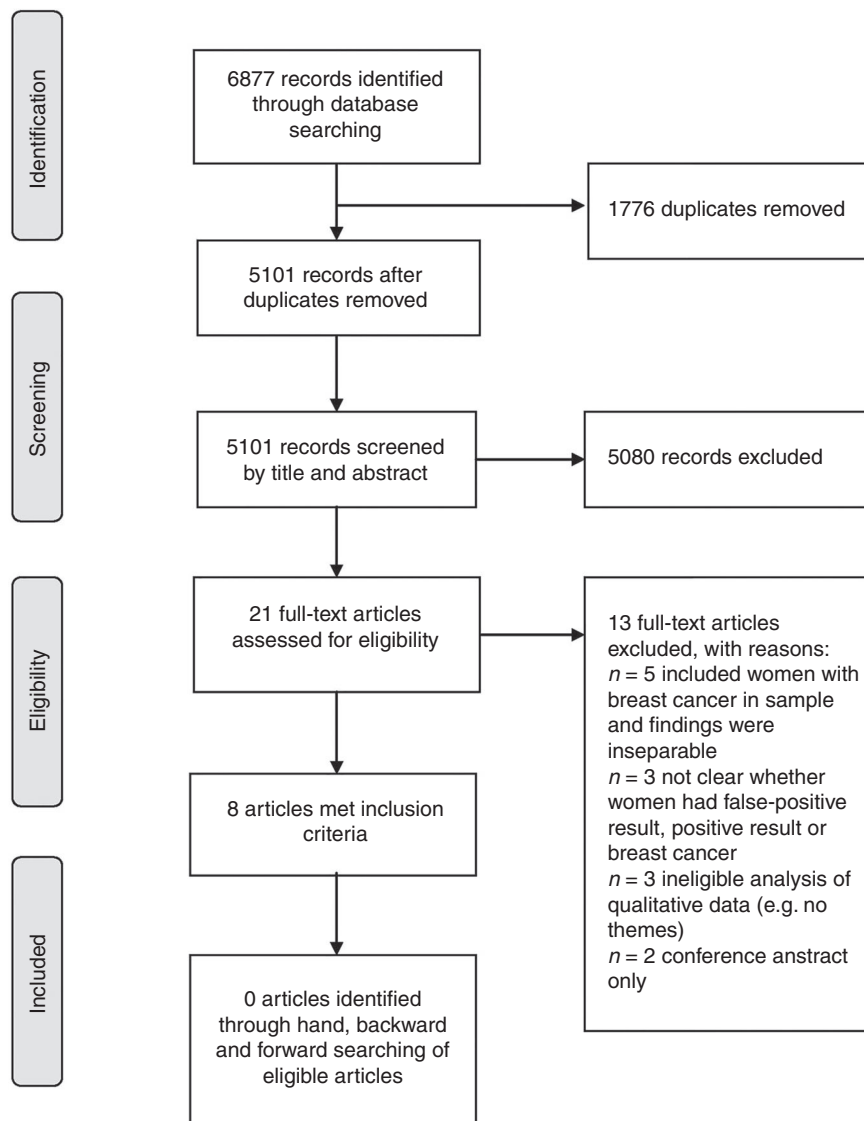 Identification
6877 records identified
through database
searching
1776 duplicates removed
5101 records after
duplicates removed
Screening
5101 records screened
by title and abstract
5080 records excluded
Eligibility
21 full-text articles
assessed for eligibility
13 full-text articles
excluded, with reasons:
n = 5 included women with
breast cancer in sample
and findings were
inseparable
n = 3 not clear whether
women had false-positive
result, positive result or
breast cancer
n = 3 ineligible analysis of
qualitative data (e.g. no
themes)
n = 2 conference anstract
only
8 articles met inclusion
criteria
Included
0 articles identified
through hand, backward
and forward searching of
eligible articles